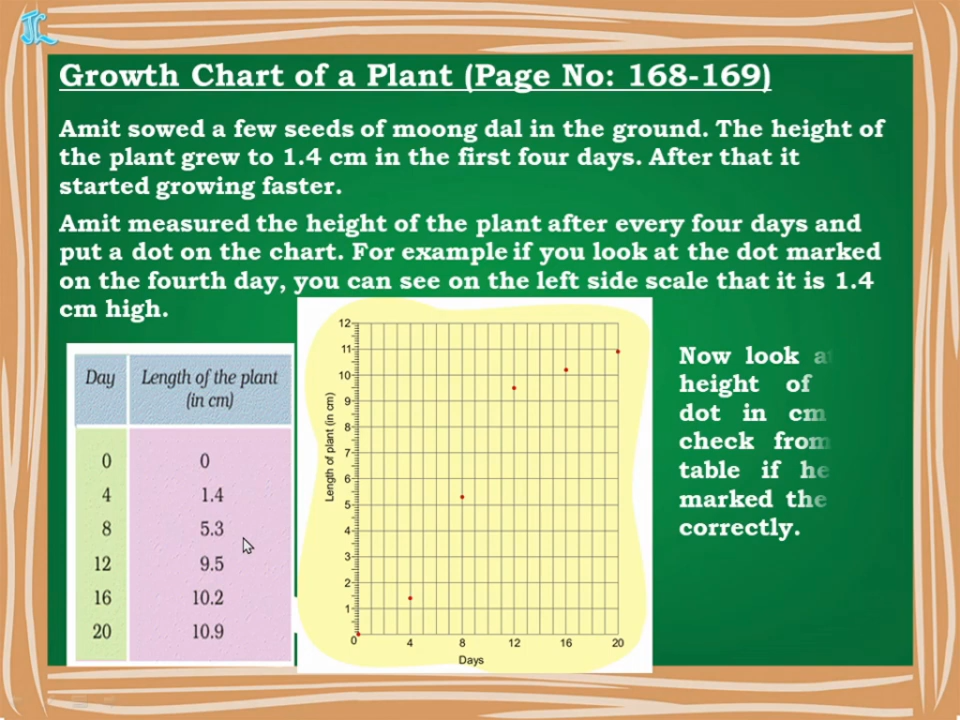 JL
Growth Chart of a Plant (Page No: 168-169)
Amit sowed a few seeds of moong dal in the ground. The height of
the plant grew to 1.4 cm in the first four days. After that it
started growing faster.
Amit measured the height of the plant after every four days and
put a dot on the chart. For example if you look at the dot marked
on the fourth day, you can see on the left side scale that it is 1.4
cm high.
Day Length of the plant
(in cm)
0 0
4 1.4
8 5.3
12 9.5
16 10.2
20 10.9
Length of plant (in cm)
12
11
10
9
8
7
6
5
4
3
2
1
0 4 8 12 16 20
Days
Now look at
height of
dot in cm
check from
table if he
marked the
correctly.